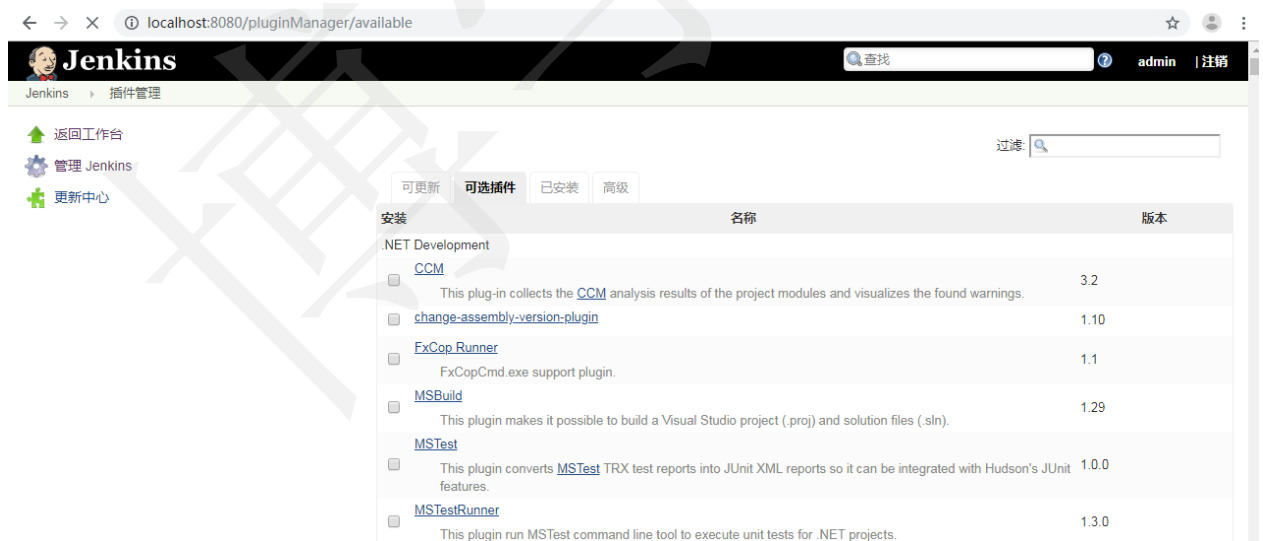 localhost:8080/pluginManager/available
Jenkins
查找
admin | 注销
Jenkins 插件管理
返回工作台
管理 Jenkins
更新中心
过滤:
可更新 可选插件 已安装 高级
安装 名称 版本
.NET Development
CCM
This plug-in collects the CCM analysis results of the project modules and visualizes the found warnings.
3.2
change-assembly-version-plugin
1.10
FxCop Runner
FxCopCmd.exe support plugin.
1.1
MSBuild
This plugin makes it possible to build a Visual Studio project (.proj) and solution files (.sln).
1.29
MSTest
This plugin converts MSTest TRX test reports into JUnit XML reports so it can be integrated with Hudson's JUnit
features.
1.0.0
MSTestRunner
This plugin run MSTest command line tool to execute unit tests for .NET projects.
1.3.0